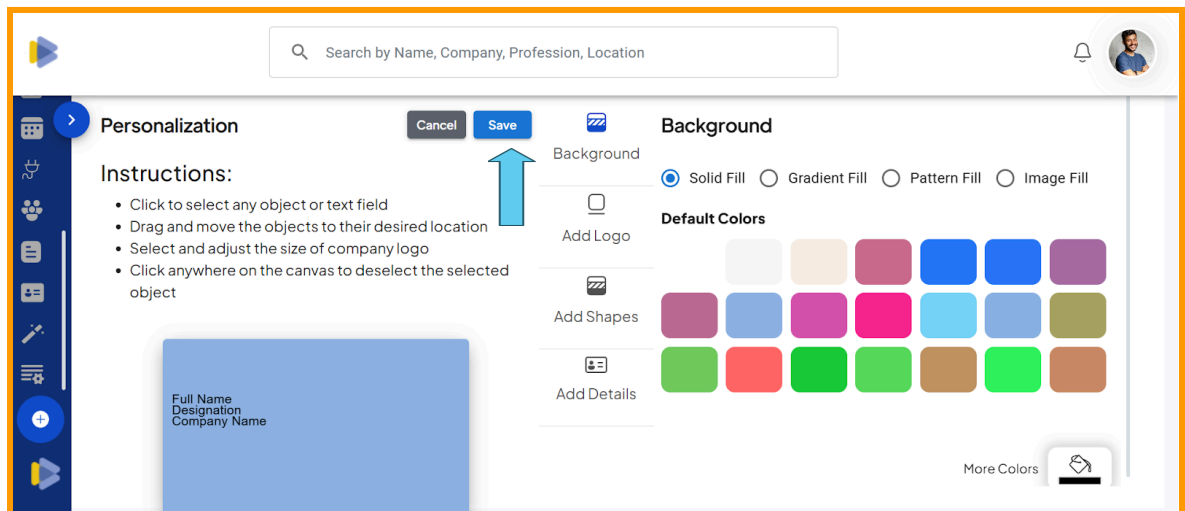 Search by Name, Company, Profession, Location
Personalization
Cancel
Save
Instructions:
Click to select any object or text field
Drag and move the objects to their desired location
Select and adjust the size of company logo
Click anywhere on the canvas to deselect the selected
object
Full Name
Designation
Company Name
Background
Add Logo
Add Shapes
Add Details
Background
Solid Fill
Gradient Fill
Pattern Fill
Image Fill
Default Colors
More Colors